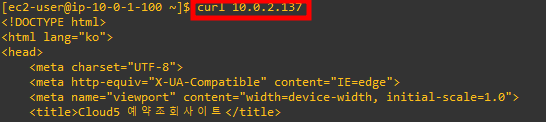 [ec2-user@ip-10-0-1-100 ~]$ curl 10.0.2.137
<!DOCTYPE html>
<html lang="ko">
<head>
    <meta charset="UTF-8">
    <meta http-equiv="X-UA-Compatible" content="IE=edge">
    <meta name="viewport" content="width=device-width, initial-scale=1.0">
    <title>Cloud5 예약조회사이트</title>